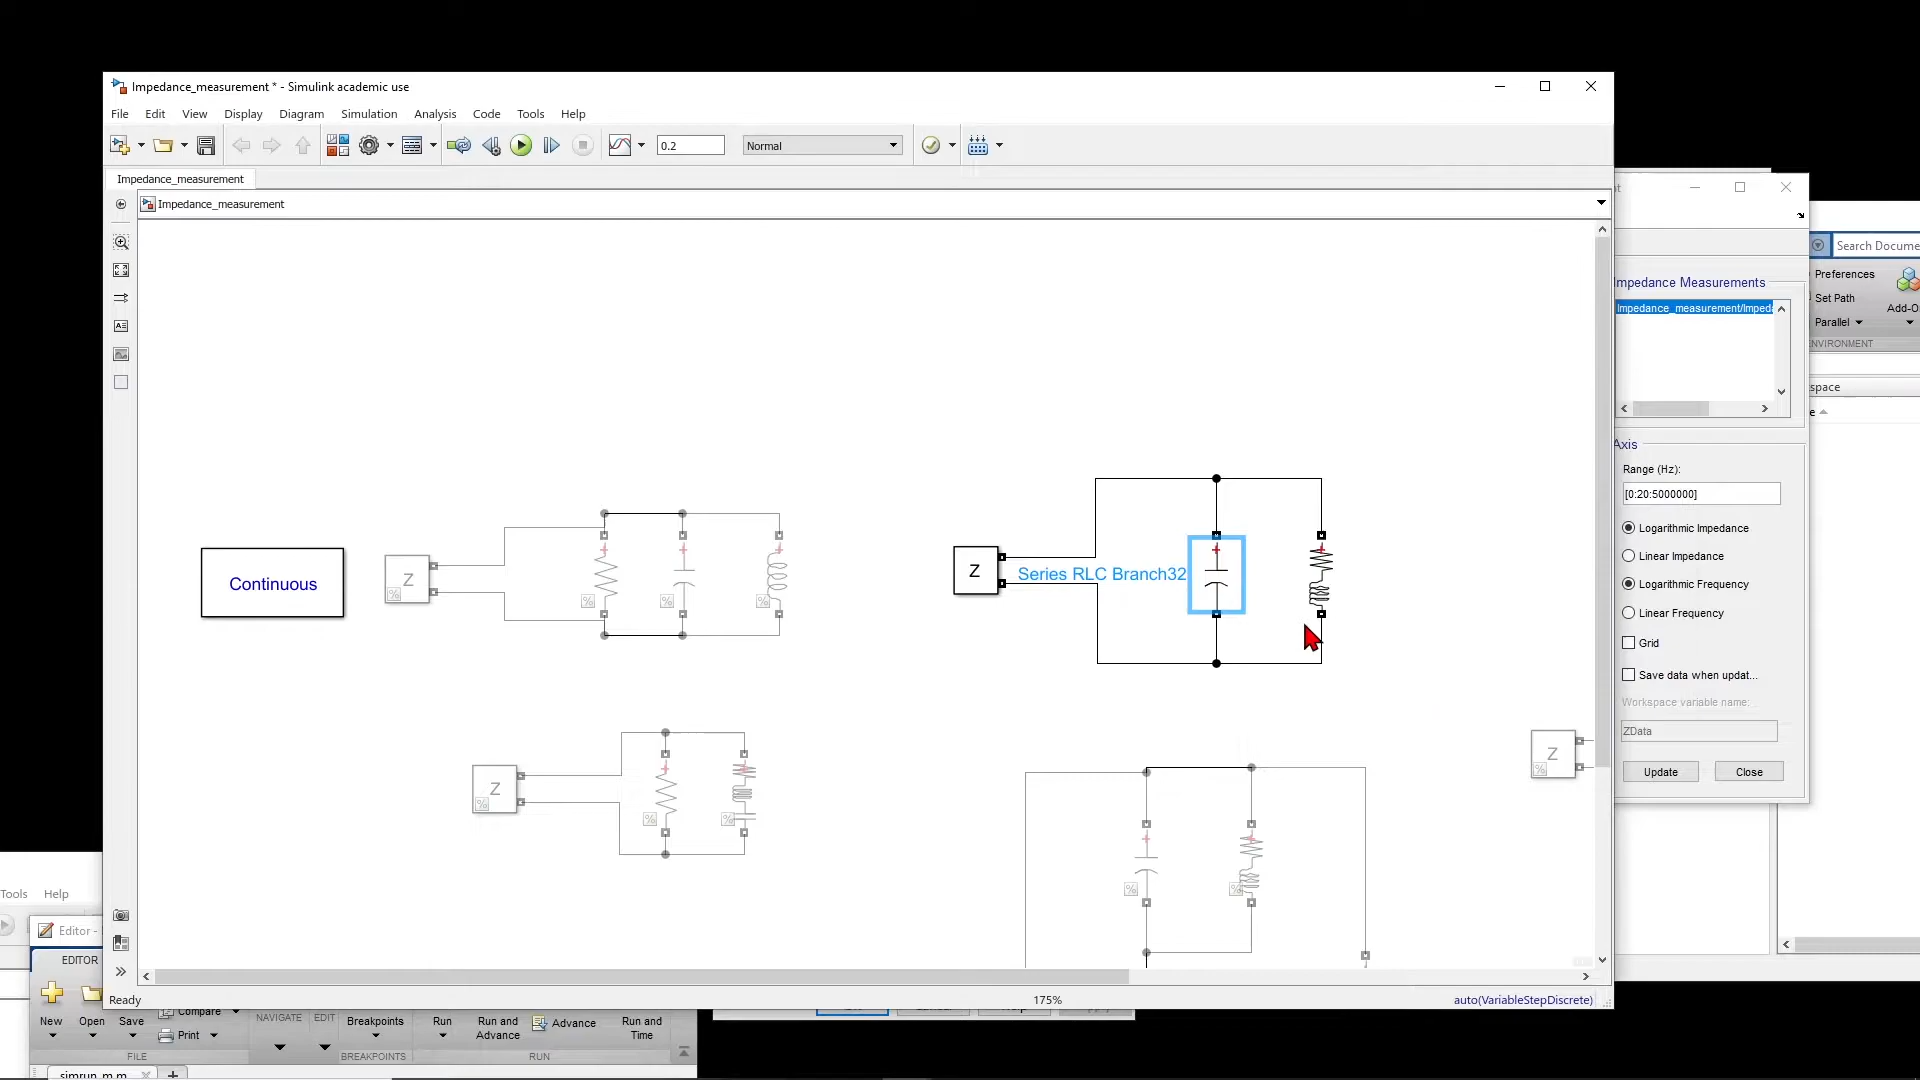 Impedance_measurement * - Simulink academic use
File Edit View Display Diagram Simulation Analysis Code Tools Help
0.2
Normal
Impedance_measurement
Impedance_measurement
Search Docume
Preferences
Set Path
Add-O
Parallel
ENVIRONMENT
space
Impedance Measurements
Impedance_measurement/Imped
Axis
Range (Hz):
[0:20:5000000]
Logarithmic Impedance
Linear Impedance
Logarithmic Frequency
Linear Frequency
Grid
Save data when updat...
Workspace variable name:
ZData
Update Close
Continuous
Z
Z
Series RLC Branch32
Z
Z
Tools Help
Editor -
EDITOR
Ready
175%
auto(VariableStepDiscrete)
New Open Save
Compare
Print
FILE
NAVIGATE
EDIT
Breakpoints
BREAKPOINTS
Run
Run and
Advance
Advance
Run and
Time
RUN
simrun_m.m